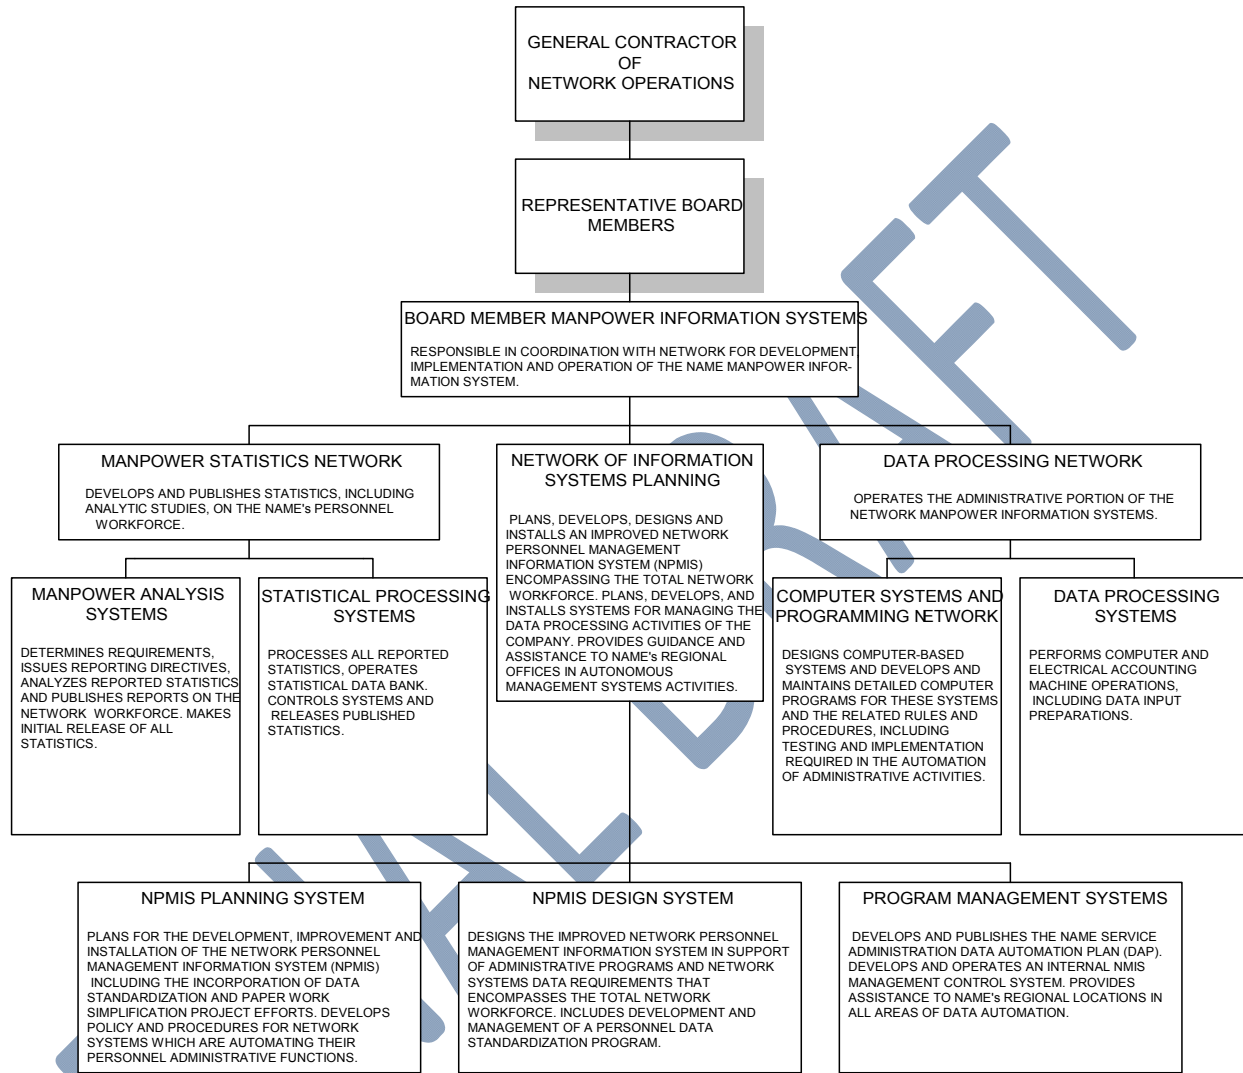 GENERAL CONTRACTOR
OF
NETWORK OPERATIONS
REPRESENTATIVE BOARD
MEMBERS
BOARD MEMBER MANPOWER INFORMATION SYSTEMS
RESPONSIBLE IN COORDINATION WITH NETWORK FOR DEVELOPMENT,
IMPLEMENTATION AND OPERATION OF THE NAME MANPOWER INFOR-
MATION SYSTEM.
MANPOWER STATISTICS NETWORK
DEVELOPS AND PUBLISHES STATISTICS, INCLUDING
ANALYTIC STUDIES, ON THE NAME's PERSONNEL
WORKFORCE.
NETWORK OF INFORMATION
SYSTEMS PLANNING
PLANS, DEVELOPS, DESIGNS AND
INSTALLS AN IMPROVED NETWORK
PERSONNEL MANAGEMENT
INFORMATION SYSTEM (NPMIS)
ENCOMPASSING THE TOTAL NETWORK
WORKFORCE. PLANS, DEVELOPS, AND
INSTALLS SYSTEMS FOR MANAGING THE
DATA PROCESSING ACTIVITIES OF THE
COMPANY. PROVIDES GUIDANCE AND
ASSISTANCE TO NAME's REGIONAL
OFFICES IN AUTONOMOUS
MANAGEMENT SYSTEMS ACTIVITIES.
DATA PROCESSING NETWORK
OPERATES THE ADMINISTRATIVE PORTION OF THE
NETWORK MANPOWER INFORMATION SYSTEMS.
MANPOWER ANALYSIS
SYSTEMS
DETERMINES REQUIREMENTS,
ISSUES REPORTING DIRECTIVES,
ANALYZES REPORTED STATISTICS
AND PUBLISHES REPORTS ON THE
NETWORK WORKFORCE. MAKES
INITIAL RELEASE OF ALL
STATISTICS.
STATISTICAL PROCESSING
SYSTEMS
PROCESSES ALL REPORTED
STATISTICS, OPERATES
STATISTICAL DATA BANK.
CONTROLS SYSTEMS AND
RELEASES PUBLISHED
STATISTICS.
COMPUTER SYSTEMS AND
PROGRAMMING NETWORK
DESIGNS COMPUTER-BASED
SYSTEMS AND DEVELOPS AND
MAINTAINS DETAILED COMPUTER
PROGRAMS FOR THESE SYSTEMS
AND THE RELATED RULES AND
PROCEDURES, INCLUDING
TESTING AND IMPLEMENTATION
REQUIRED IN THE AUTOMATION
OF ADMINISTRATIVE ACTIVITIES.
DATA PROCESSING
SYSTEMS
PERFORMS COMPUTER AND
ELECTRICAL ACCOUNTING
MACHINE OPERATIONS,
INCLUDING DATA INPUT
PREPARATIONS.
NPMIS PLANNING SYSTEM
PLANS FOR THE DEVELOPMENT, IMPROVEMENT AND
INSTALLATION OF THE NETWORK PERSONNEL
MANAGEMENT INFORMATION SYSTEM (NPMIS)
INCLUDING THE INCORPORATION OF DATA
STANDARDIZATION AND PAPER WORK
SIMPLIFICATION PROJECT EFFORTS. DEVELOPS
POLICY AND PROCEDURES FOR NETWORK
SYSTEMS WHICH ARE AUTOMATING THEIR
PERSONNEL ADMINISTRATIVE FUNCTIONS.
NPMIS DESIGN SYSTEM
DESIGNS THE IMPROVED NETWORK PERSONNEL
MANAGEMENT INFORMATION SYSTEM IN SUPPORT
OF ADMINISTRATIVE PROGRAMS AND NETWORK
SYSTEMS DATA REQUIREMENTS THAT
ENCOMPASSES THE TOTAL NETWORK
WORKFORCE. INCLUDES DEVELOPMENT AND
MANAGEMENT OF A PERSONNEL DATA
STANDARDIZATION PROGRAM.
PROGRAM MANAGEMENT SYSTEMS
DEVELOPS AND PUBLISHES THE NAME SERVICE
ADMINISTRATION DATA AUTOMATION PLAN (DAP).
DEVELOPS AND OPERATES AN INTERNAL NMIS
MANAGEMENT CONTROL SYSTEM. PROVIDES
ASSISTANCE TO NAME's REGIONAL LOCATIONS IN
ALL AREAS OF DATA AUTOMATION.
DRAFT